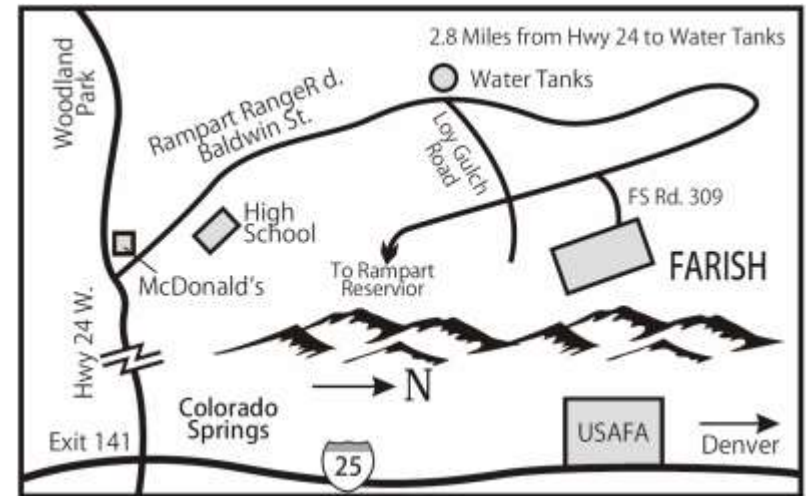 2.8 Miles from Hwy 24 to Water Tanks
Water Tanks
Woodland
Park
Rampart RangeR d.
Baldwin St.
Loy Gulch
Road
FS Rd. 309
High
School
McDonald's
To Rampart
Reservior
FARISH
Hwy 24 W.
N
Colorado
Springs
USAFA
Denver
Exit 141
25